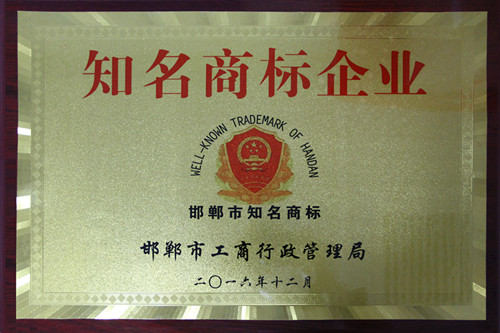 知名商标企业
WELL-KNOWN TRADEMARK OF HANDAN
邯郸市知名商标
邯郸市工商行政管理局
二〇一六年十二月